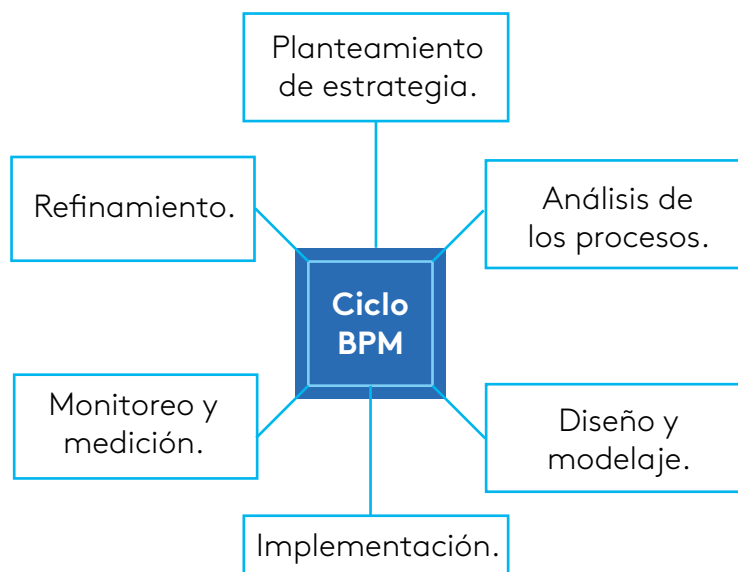 Planteamiento
de estrategia.
Refinamiento.
Análisis de
los procesos.
Ciclo
BPM
Monitoreo y
medición.
Diseño y
modelaje.
Implementación.